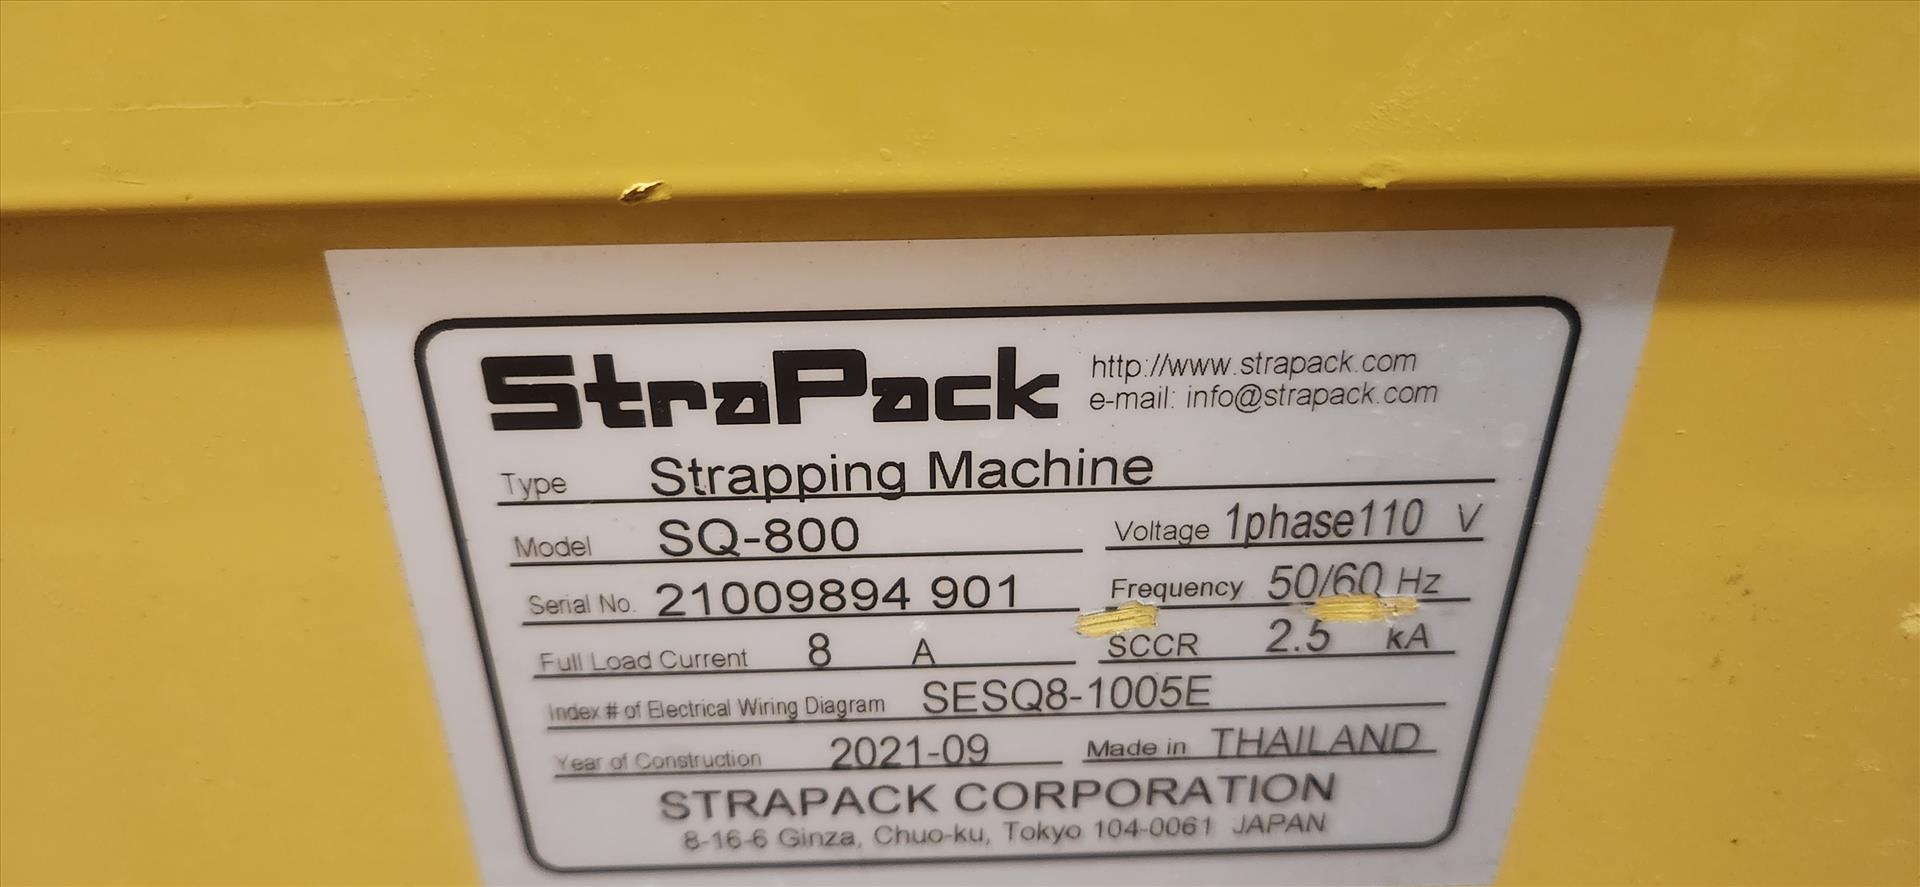 StraPack http://www.strapack.com
e-mail: info@strapack.com
Type Strapping Machine
Model SQ-800 Voltage 1phase110 V
Serial No. 21009894 901 Frequency 50/60 Hz
Full Load Current 8 A SCCR 2.5 kA
Index # of Electrical Wiring Diagram SESQ8-1005E
Year of Construction 2021-09 Made in THAILAND
STRAPACK CORPORATION
8-16-6 Ginza, Chuo-ku, Tokyo 104-0061 JAPAN